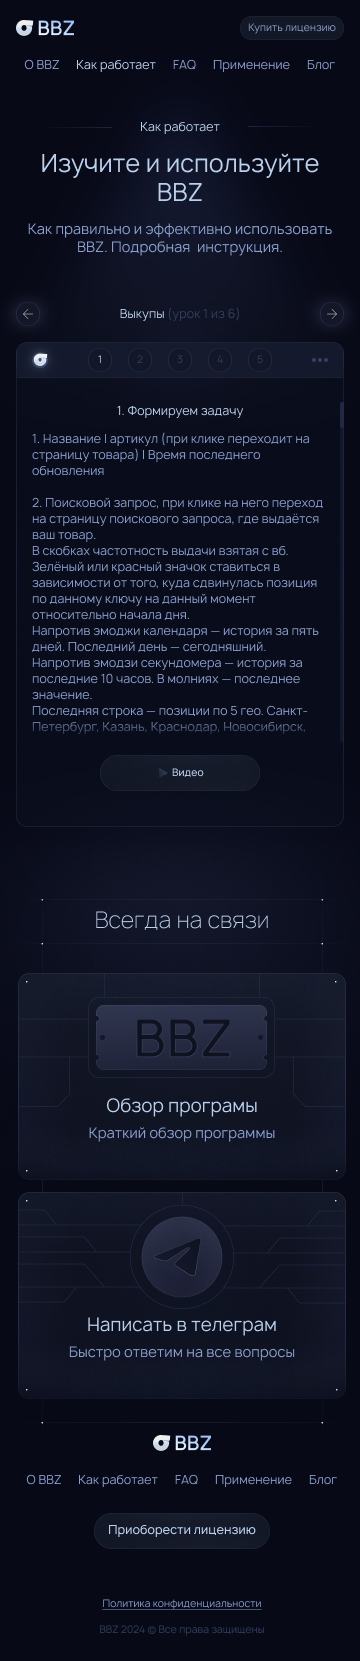 BBZ
Купить лицензию
О BBZ Как работает FAQ Применение Блог
Как работает
Изучите и используйте
BBZ
Как правильно и эффективно использовать
BBZ. Подробная инструкция.
Выкупы (урок 1 из 6)
1 2 3 4 5
1. Формируем задачу
1. Название | артикул (при клике переходит на
страницу товара) | Время последнего
обновления
2. Поисковой запрос, при клике на него переход
на страницу поискового запроса, где выдаётся
ваш товар.
В скобках частотность выдачи взятая с вб.
Зелёный или красный значок ставиться в
зависимости от того, куда сдвинулась позиция
по данному ключу на данный момент
относительно начала дня.
Напротив эмоджи календаря — история за пять
дней. Последний день — сегодняшний.
Напротив эмодзи секундомера — история за
последние 10 часов. В молниях — последнее
значение.
Последняя строка — позиции по 5 гео. Санкт-
Петербург, Казань, Краснодар, Новосибирск,
Видео
Всегда на связи
BBZ
Обзор програмы
Краткий обзор программы
Написать в телеграм
Быстро ответим на все вопросы
BBZ
О BBZ Как работает FAQ Применение Блог
Приоборести лицензию
Политика конфиденциальности
BBZ 2024 © Все права защищены